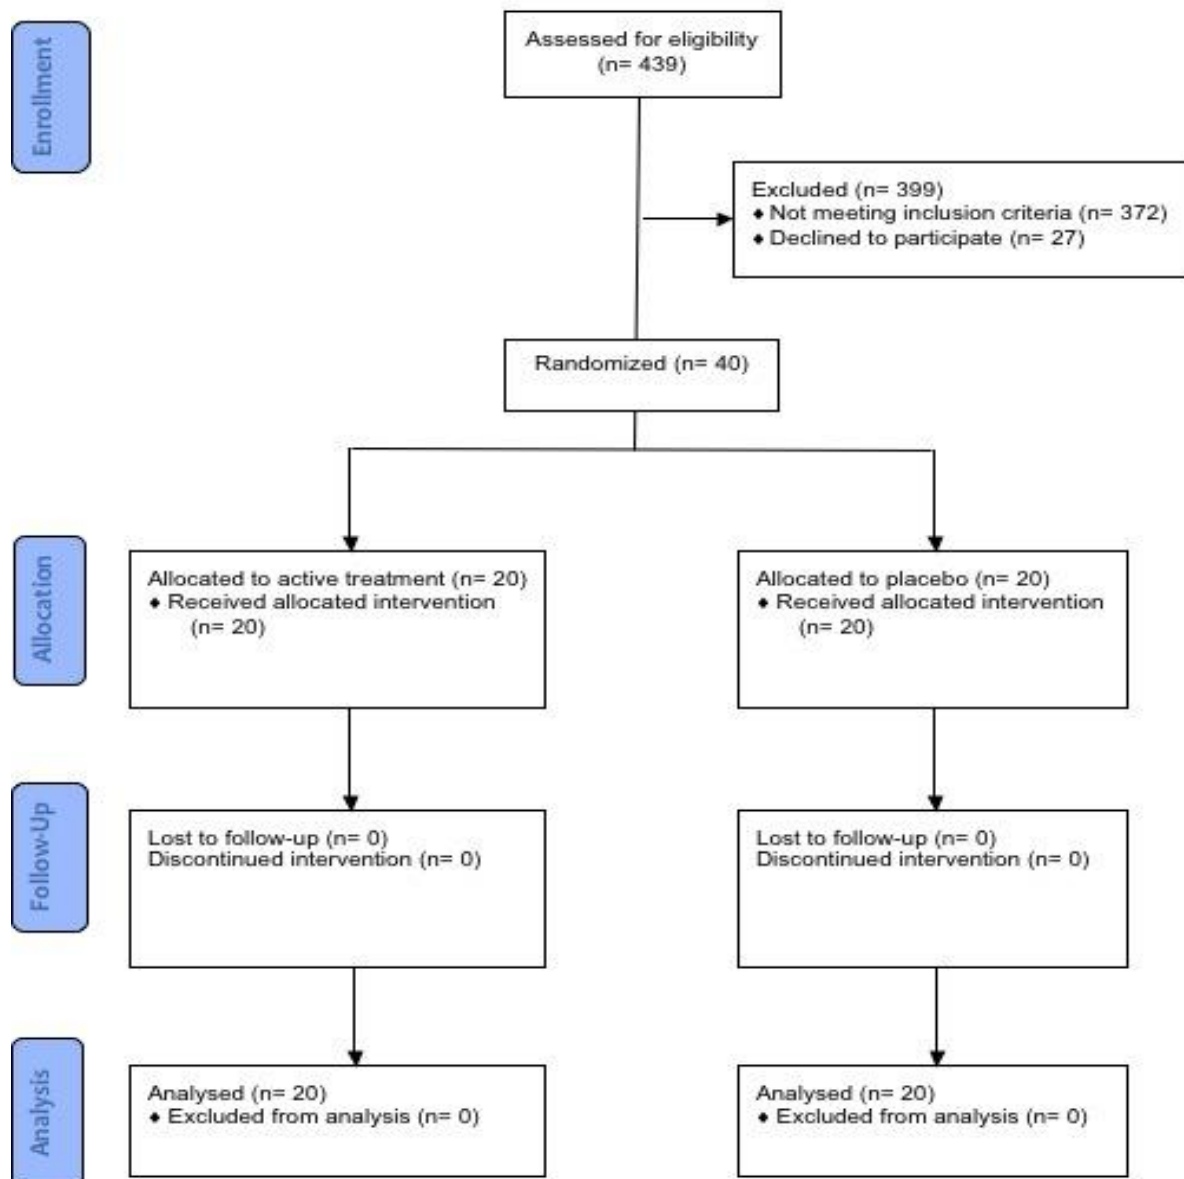 Enrollment
Assessed for eligibility
(n= 439)
Excluded (n= 399)
♦ Not meeting inclusion criteria (n= 372)
♦ Declined to participate (n= 27)
Randomized (n= 40)
Allocation
Allocated to active treatment (n= 20)
♦ Received allocated intervention
(n= 20)
Allocated to placebo (n= 20)
♦ Received allocated intervention
(n= 20)
Follow-Up
Lost to follow-up (n= 0)
Discontinued intervention (n= 0)
Lost to follow-up (n= 0)
Discontinued intervention (n= 0)
Analysis
Analysed (n= 20)
♦ Excluded from analysis (n= 0)
Analysed (n= 20)
♦ Excluded from analysis (n= 0)